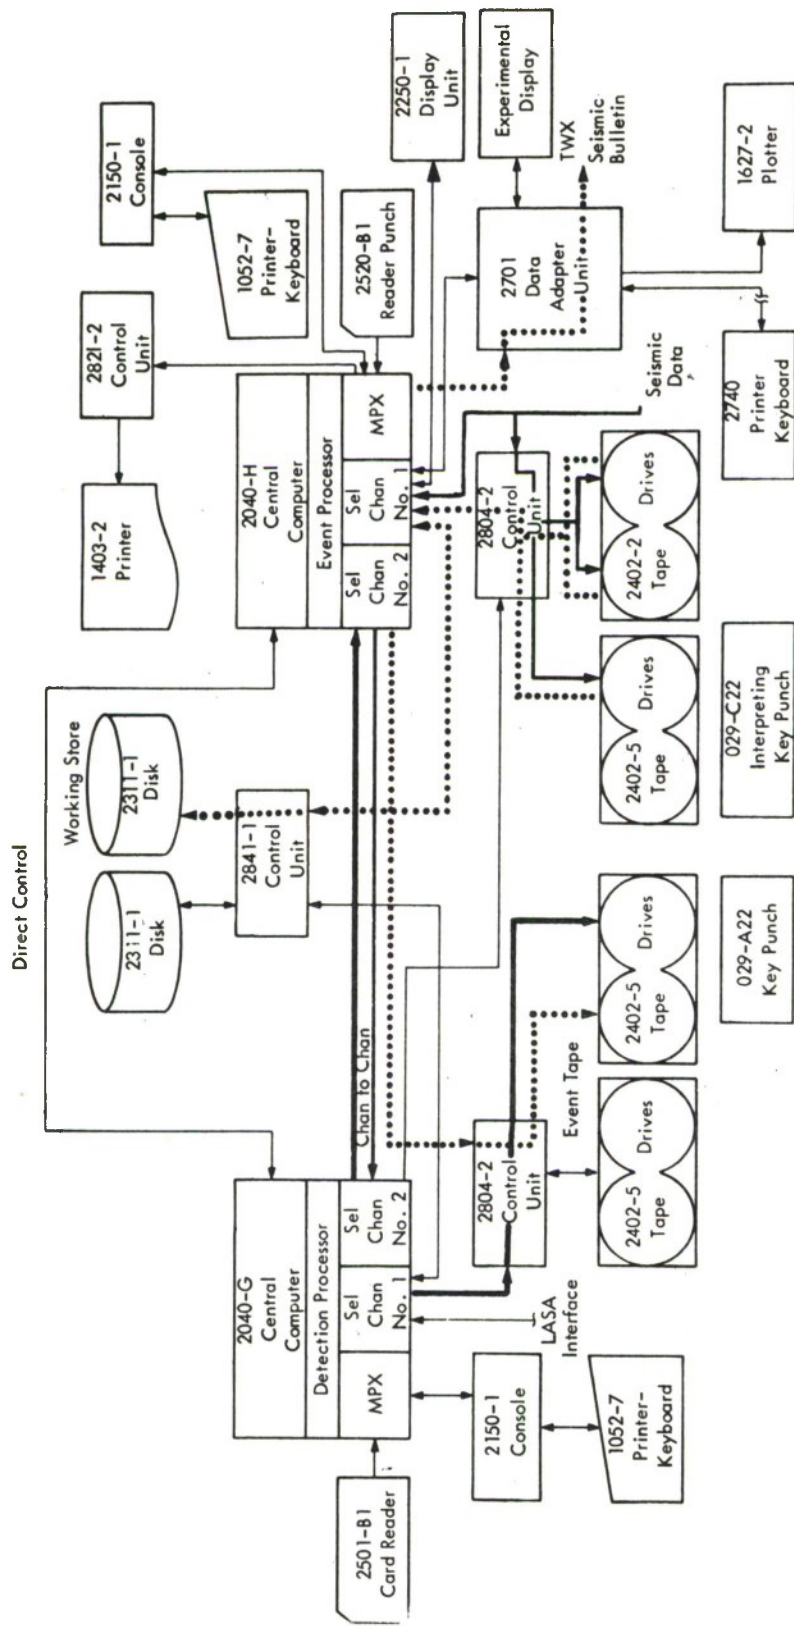 Direct Control
2501-B1
Card Reader
2040-G
Central
Computer
Detection Processor
MPX
Sel
Chan
No. 1
Sel
Chan
No. 2
2150-1
Console
1052-7
Printer-
Keyboard
LASA
Interface
2804-2
Control
Unit
Event Tape
2402-5
Tape
Drives
2402-5
Tape
Drives
029-A22
Key Punch
Chan to Chan
2311-1
Disk
Working Store
2311-1
Disk
2841-1
Control
Unit
2040-H
Central
Computer
Event Processor
Sel
Chan
No. 2
Sel
Chan
No. 1
MPX
1403-2
Printer
2821-2
Control
Unit
2150-1
Console
1052-7
Printer-
Keyboard
2520-B1
Reader Punch
2250-1
Display
Unit
Experimental
Display
TWX
Seismic
Bulletin
2701
Data
Adapter
Unit
Seismic
Data
2804-2
Control
Unit
2402-5
Tape
Drives
2402-2
Tape
Drives
029-C22
Interpreting
Key Punch
2740
Printer
Keyboard
1627-2
Plotter